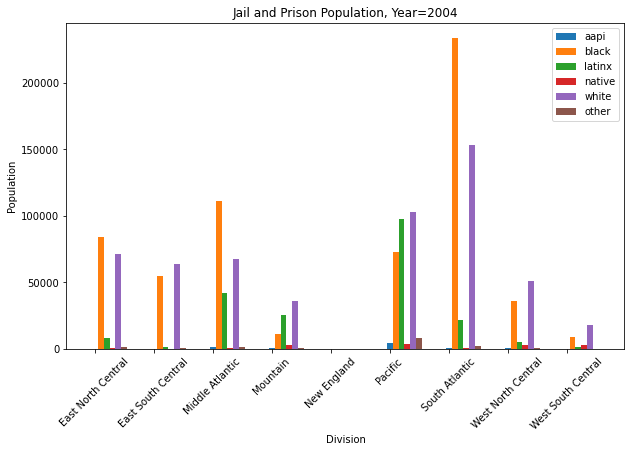 Jail and Prison Population, Year=2004
aapi
black
latinx
native
white
other
200000
150000
100000
50000
0
Population
East North Central
East South Central
Middle Atlantic
Mountain
New England
Pacific
South Atlantic
West North Central
West South Central
Division